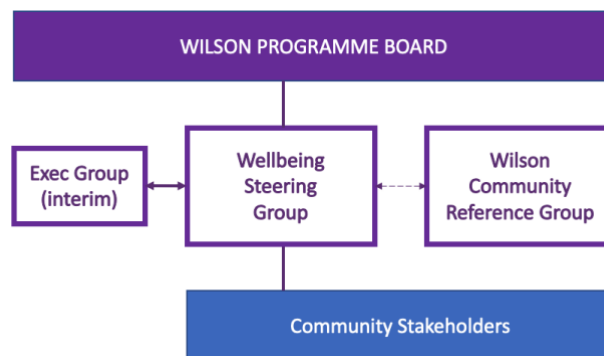 WILSON PROGRAMME BOARD
Exec Group
(interim)
Wellbeing
Steering
Group
Wilson
Community
Reference Group
Community Stakeholders